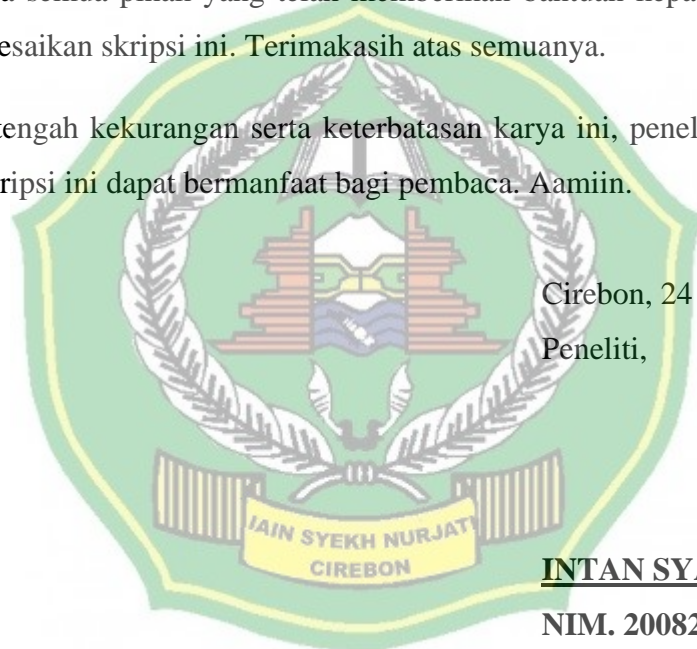 a semua pihak yang telah memberikan bantuan kepa
esaikan skripsi ini. Terimakasih atas semuanya.
tengah kekurangan serta keterbatasan karya ini, penel
ripsi ini dapat bermanfaat bagi pembaca. Aamiin.
Cirebon, 24
Peneliti,
IAIN SYEKH NURJATI
CIREBON
INTAN SYA
NIM. 20082